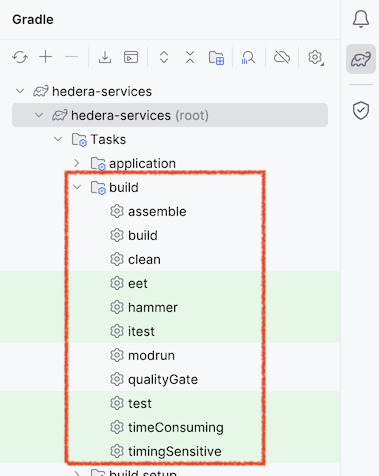 Gradle
hedera-services
hedera-services (root)
Tasks
application
build
assemble
build
clean
eet
hammer
itest
modrun
qualityGate
test
timeConsuming
timingSensitive
build setup